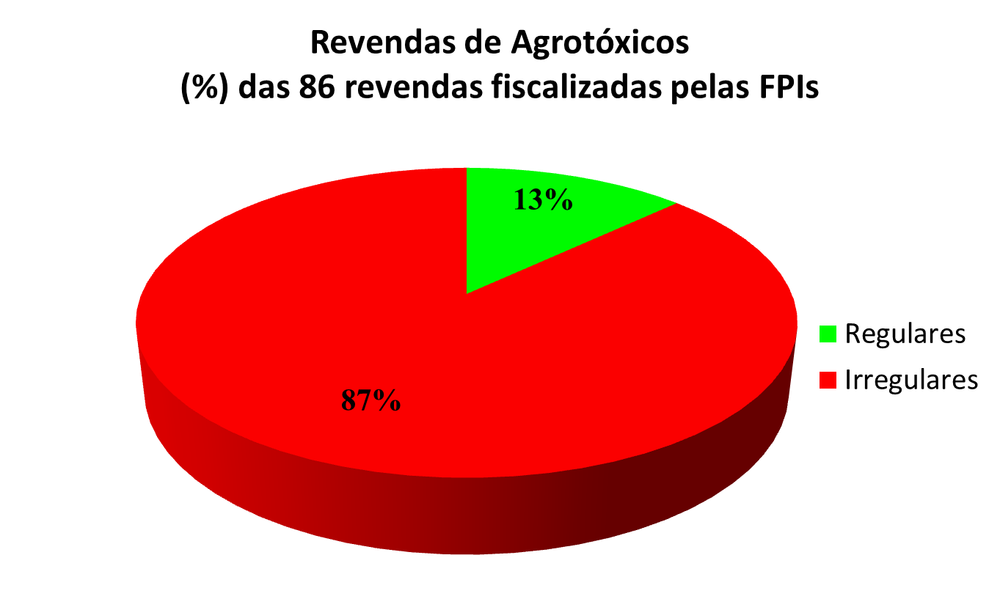 Revendas de Agrotóxicos
(%) das 86 revendas fiscalizadas pelas FPIs
13%
87%
Regulares
Irregulares